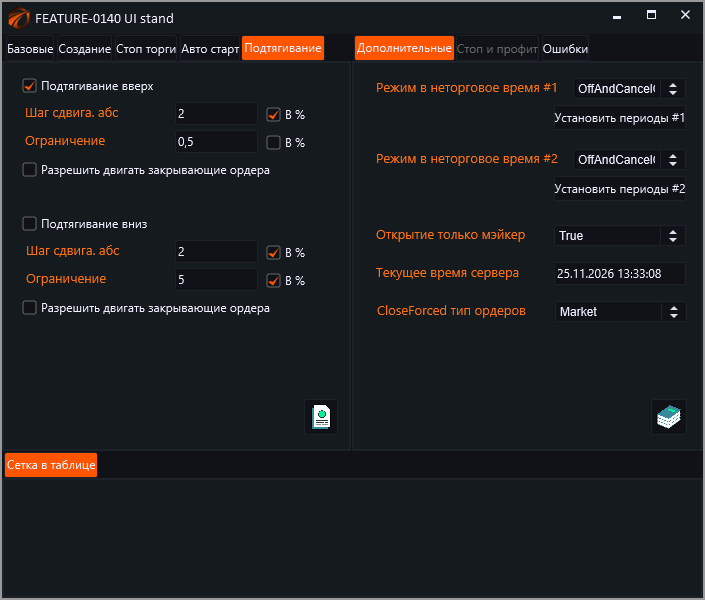 FEATURE-0140 UI stand
Базовые Создание Стоп торги Авто старт Подтягивание
Дополнительные Стоп и профит Ошибки
Подтягивание вверх
Шаг сдвига. абс 2 В %
Ограничение 0,5 В %
Разрешить двигать закрывающие ордера
Подтягивание вниз
Шаг сдвига. абс 2 В %
Ограничение 5 В %
Разрешить двигать закрывающие ордера
Режим в неторговое время #1 OffAndCancel
Установить периоды #1
Режим в неторговое время #2 OffAndCancel
Установить периоды #2
Открытие только мэйкер True
Текущее время сервера 25.11.2026 13:33:08
CloseForced тип ордеров Market
Сетка в таблице